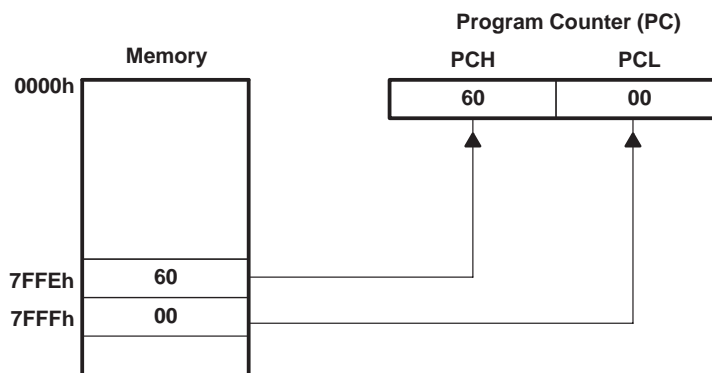 Program Counter (PC)
Memory
PCH
PCL
0000h
60
00
7FFEh
60
7FFFh
00